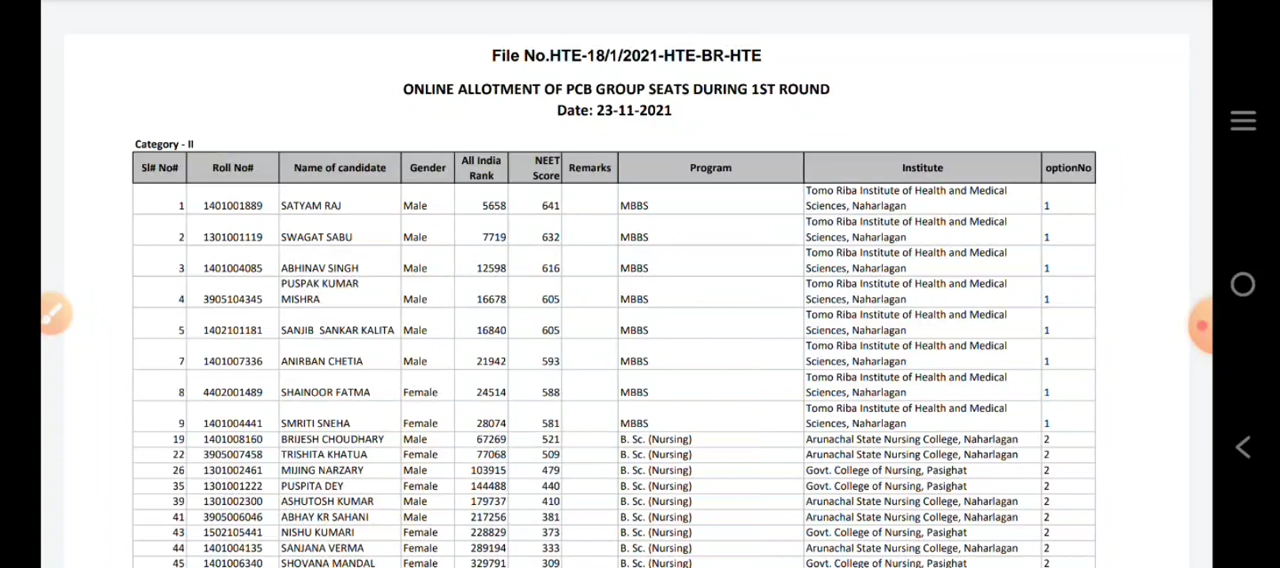 File No.HTE-18/1/2021-HTE-BR-HTE
ONLINE ALLOTMENT OF PCB GROUP SEATS DURING 1ST ROUND
Date: 23-11-2021
Category - II
Sl# No# Roll No# Name of candidate Gender All India Rank NEET Score Remarks Program Institute optionNo
1 1401001889 SATYAM RAJ Male 5658 641 MBBS Tomo Riba Institute of Health and Medical Sciences, Naharlagan 1
2 1301001119 SWAGAT SABU Male 7719 632 MBBS Tomo Riba Institute of Health and Medical Sciences, Naharlagan 1
3 1401004085 ABHINAV SINGH Male 12598 616 MBBS Tomo Riba Institute of Health and Medical Sciences, Naharlagan 1
4 3905104345 PUSPAK KUMAR MISHRA Male 16678 605 MBBS Tomo Riba Institute of Health and Medical Sciences, Naharlagan 1
5 1402101181 SANJIB SANKAR KALITA Male 16840 605 MBBS Tomo Riba Institute of Health and Medical Sciences, Naharlagan 1
7 1401007336 ANIRBAN CHETIA Male 21942 593 MBBS Tomo Riba Institute of Health and Medical Sciences, Naharlagan 1
8 4402001489 SHAINOOR FATMA Female 24514 588 MBBS Tomo Riba Institute of Health and Medical Sciences, Naharlagan 1
9 1401004441 SMRITI SNEHA Female 28074 581 MBBS Tomo Riba Institute of Health and Medical Sciences, Naharlagan 1
19 1401008160 BRIJESH CHOUDHARY Male 67269 521 B. Sc. (Nursing) Arunachal State Nursing College, Naharlagan 2
22 3905007458 TRISHITA KHATUA Female 77068 509 B. Sc. (Nursing) Arunachal State Nursing College, Naharlagan 2
26 1301002461 MIJING NARZARY Male 103915 479 B. Sc. (Nursing) Govt. College of Nursing, Pasighat 2
35 1301001222 PUSPITA DEY Female 144488 440 B. Sc. (Nursing) Govt. College of Nursing, Pasighat 2
39 1301002300 ASHUTOSH KUMAR Male 179737 410 B. Sc. (Nursing) Arunachal State Nursing College, Naharlagan 2
41 3905006046 ABHAY KR SAHANI Male 217256 381 B. Sc. (Nursing) Arunachal State Nursing College, Naharlagan 2
43 1502105441 NISHU KUMARI Female 228829 373 B. Sc. (Nursing) Govt. College of Nursing, Pasighat 2
44 1401004135 SANJANA VERMA Female 289194 333 B. Sc. (Nursing) Arunachal State Nursing College, Naharlagan 2
45 1401006340 SHOVANA MANDAL Female 329791 309 B. Sc. (Nursing) Govt. College of Nursing, Pasighat 2